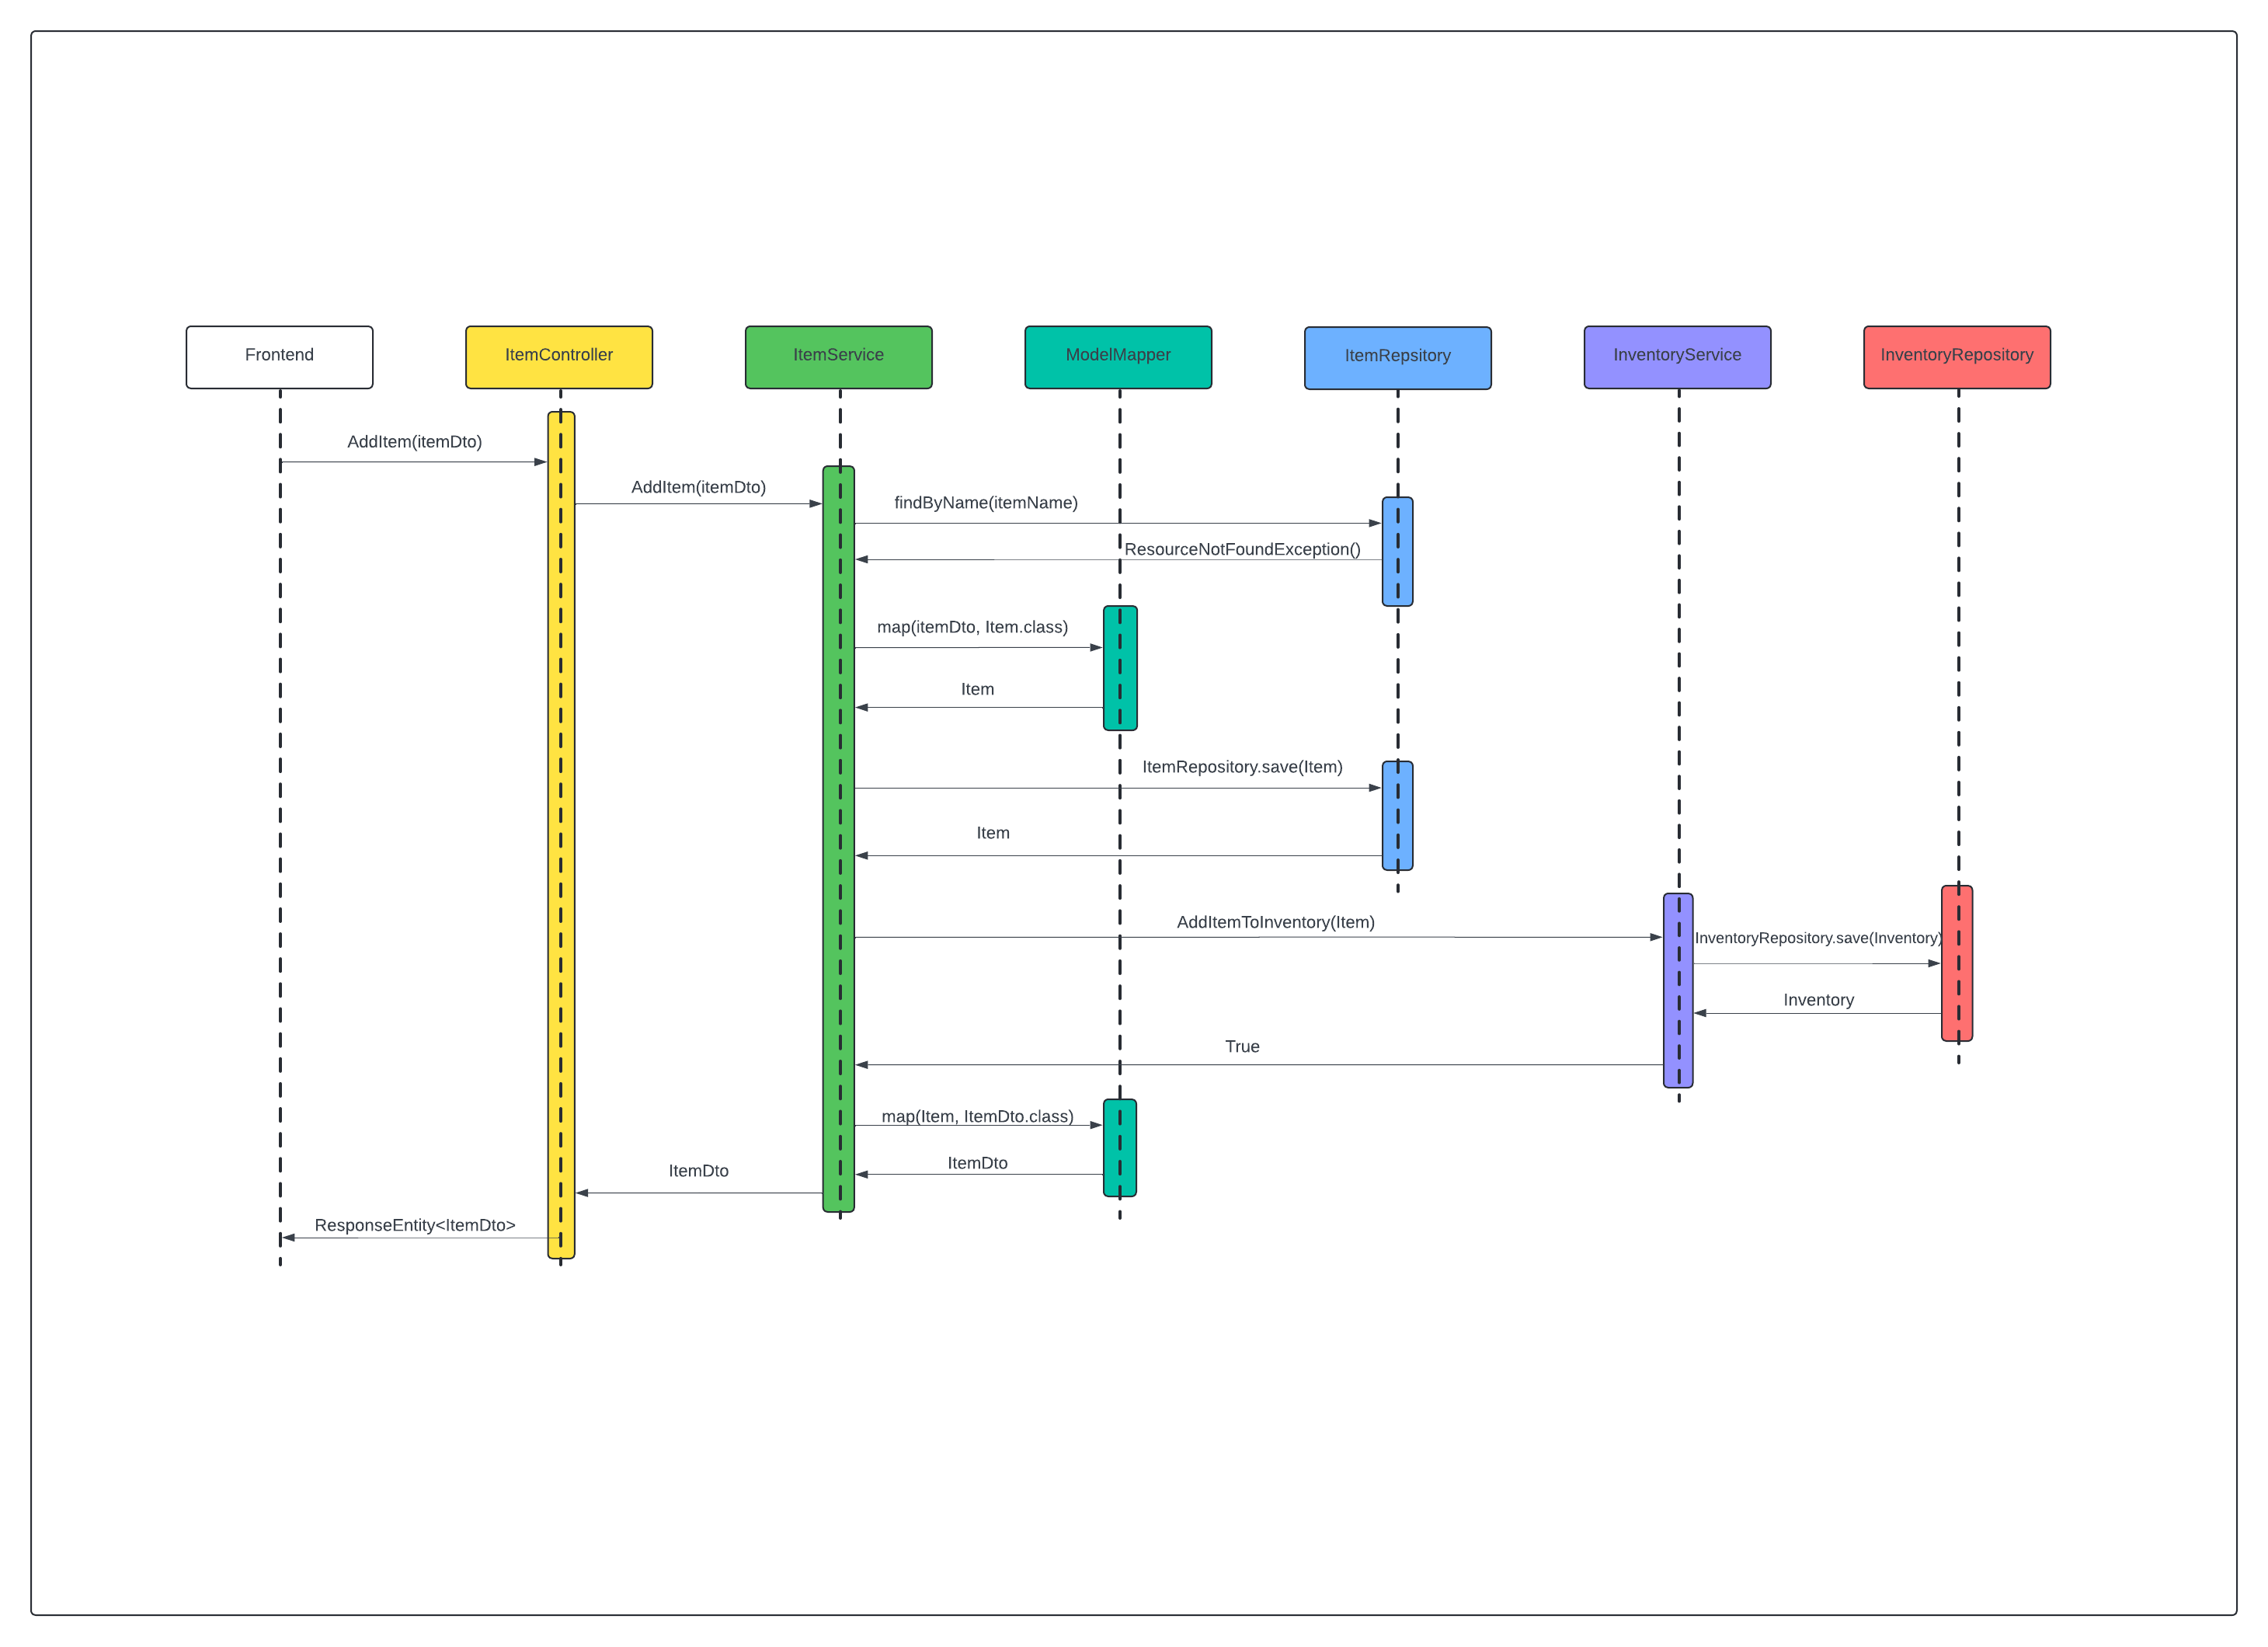 Frontend
ItemController
ItemService
ModelMapper
ItemRepsitory
InventoryService
InventoryRepository
AddItem(itemDto)
AddItem(itemDto)
findByName(itemName)
ResourceNotFoundException()
map(itemDto, Item.class)
Item
ItemRepository.save(Item)
Item
AddItemToInventory(Item)
InventoryRepository.save(Inventory)
Inventory
True
map(Item, ItemDto.class)
ItemDto
ItemDto
ResponseEntity<ItemDto>